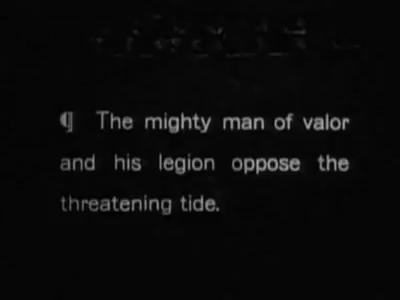 ¶ The mighty man of valor
and his legion oppose the
threatening tide.